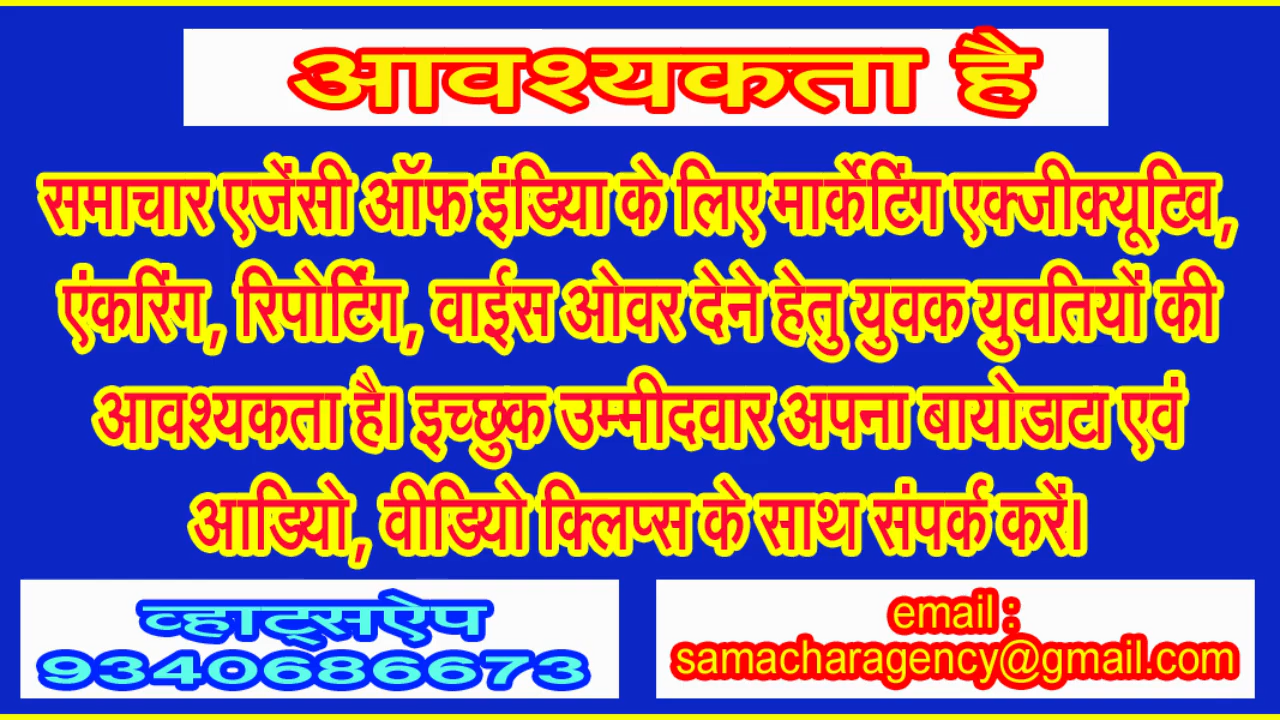 आवश्यकता है
समाचार एजेंसी ऑफ इंडिया के लिए मार्केटिंग एक्जीक्यूटिव,
एंकरिंग, रिपोर्टिंग, वाईस ओवर देने हेतु युवक युवतियों की
आवश्यकता है। इच्छुक उम्मीदवार अपना बायोडाटा एवं
आडियो, वीडियो क्लिप्स के साथ संपर्क करें।
व्हाट्सऐप
9340686673
email :
samacharagency@gmail.com